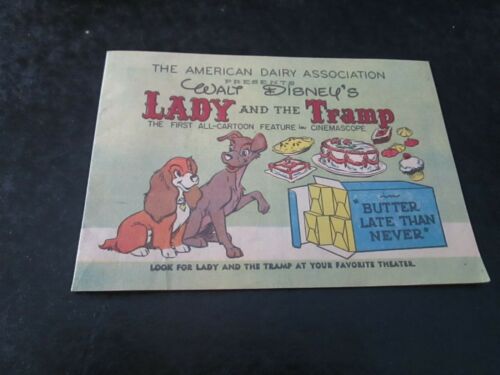 THE AMERICAN DAIRY ASSOCIATION
PRESENTS
WALT DISNEY'S
LADY AND THE Tramp
THE FIRST ALL-CARTOON FEATURE in CINEMASCOPE
"BUTTER
LATE THAN
NEVER"
LOOK FOR LADY AND THE TRAMP AT YOUR FAVORITE THEATER.